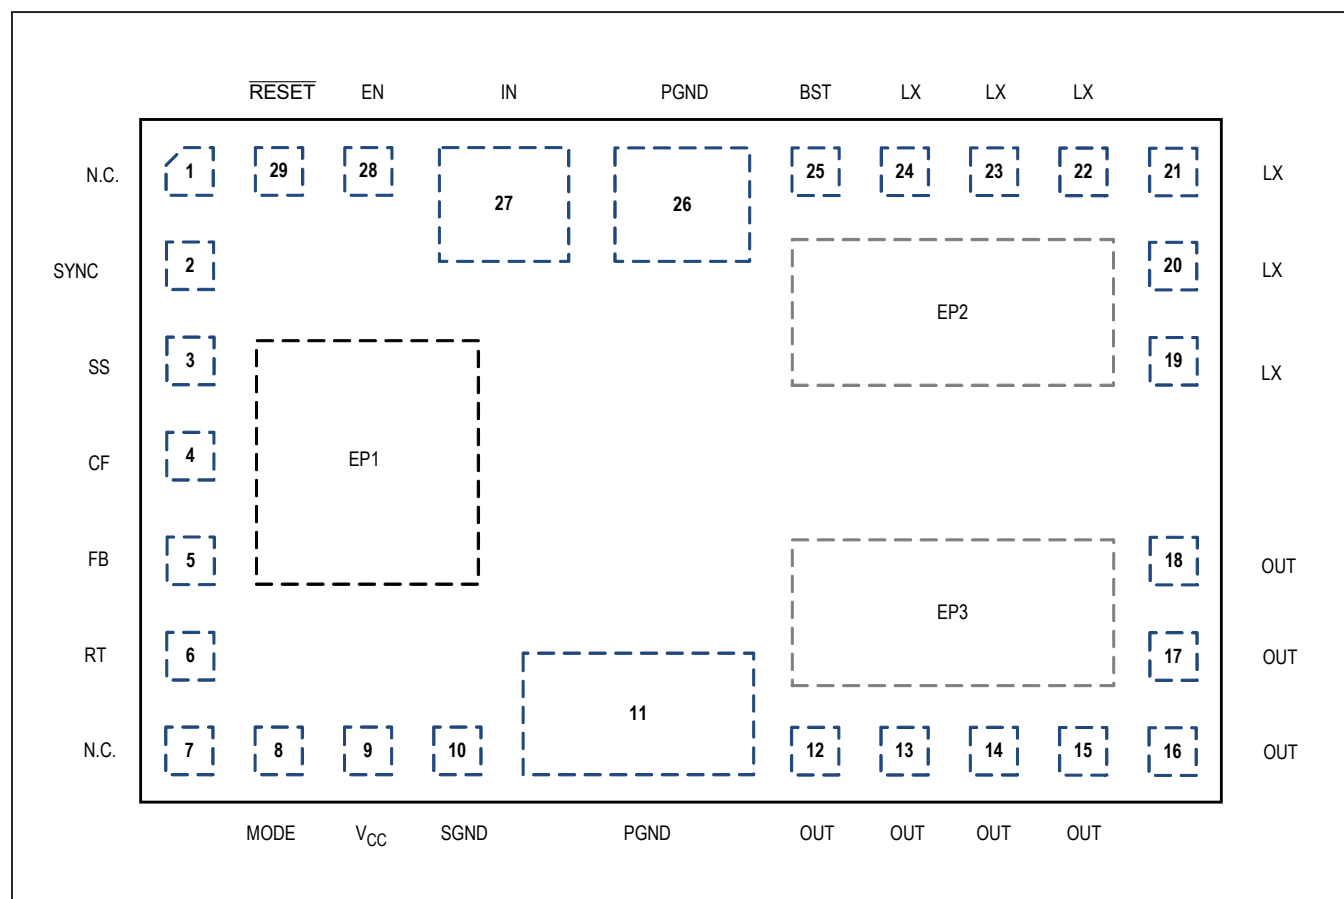 RESET EN IN PGND BST LX LX LX
N.C. 1 29 28 27 26 25 24 23 22 21 LX
SYNC 2 20 LX
EP2
SS 3 19 LX
CF 4 EP1
FB 5 18 OUT
EP3
RT 6 17 OUT
11
N.C. 7 8 9 10 12 13 14 15 16 OUT
MODE VCC SGND PGND OUT OUT OUT OUT